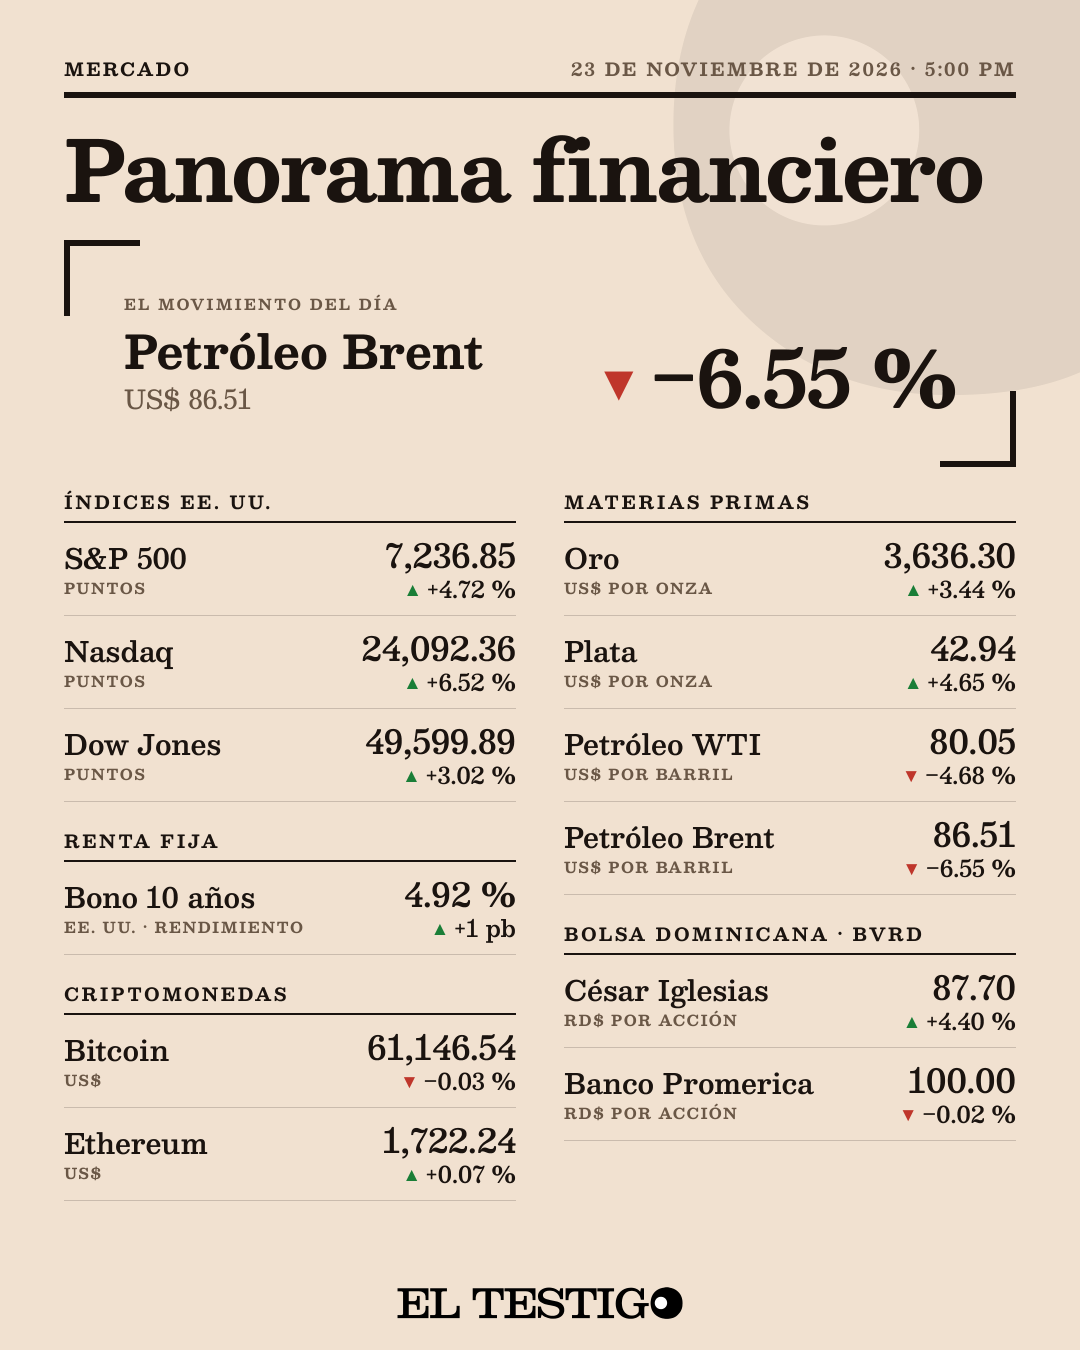 MERCADO
23 DE NOVIEMBRE DE 2026 · 5:00 PM
Panorama financiero
EL MOVIMIENTO DEL DÍA
Petróleo Brent
US$ 86.51
▼ −6.55 %
ÍNDICES EE. UU.
S&P 500 7,236.85
PUNTOS ▲ +4.72 %
Nasdaq 24,092.36
PUNTOS ▲ +6.52 %
Dow Jones 49,599.89
PUNTOS ▲ +3.02 %
RENTA FIJA
Bono 10 años 4.92 %
EE. UU. · RENDIMIENTO ▲ +1 pb
CRIPTOMONEDAS
Bitcoin 61,146.54
US$ ▼ −0.03 %
Ethereum 1,722.24
US$ ▲ +0.07 %
MATERIAS PRIMAS
Oro 3,636.30
US$ POR ONZA ▲ +3.44 %
Plata 42.94
US$ POR ONZA ▲ +4.65 %
Petróleo WTI 80.05
US$ POR BARRIL ▼ −4.68 %
Petróleo Brent 86.51
US$ POR BARRIL ▼ −6.55 %
BOLSA DOMINICANA · BVRD
César Iglesias 87.70
RD$ POR ACCIÓN ▲ +4.40 %
Banco Promerica 100.00
RD$ POR ACCIÓN ▼ −0.02 %
EL TESTIGO